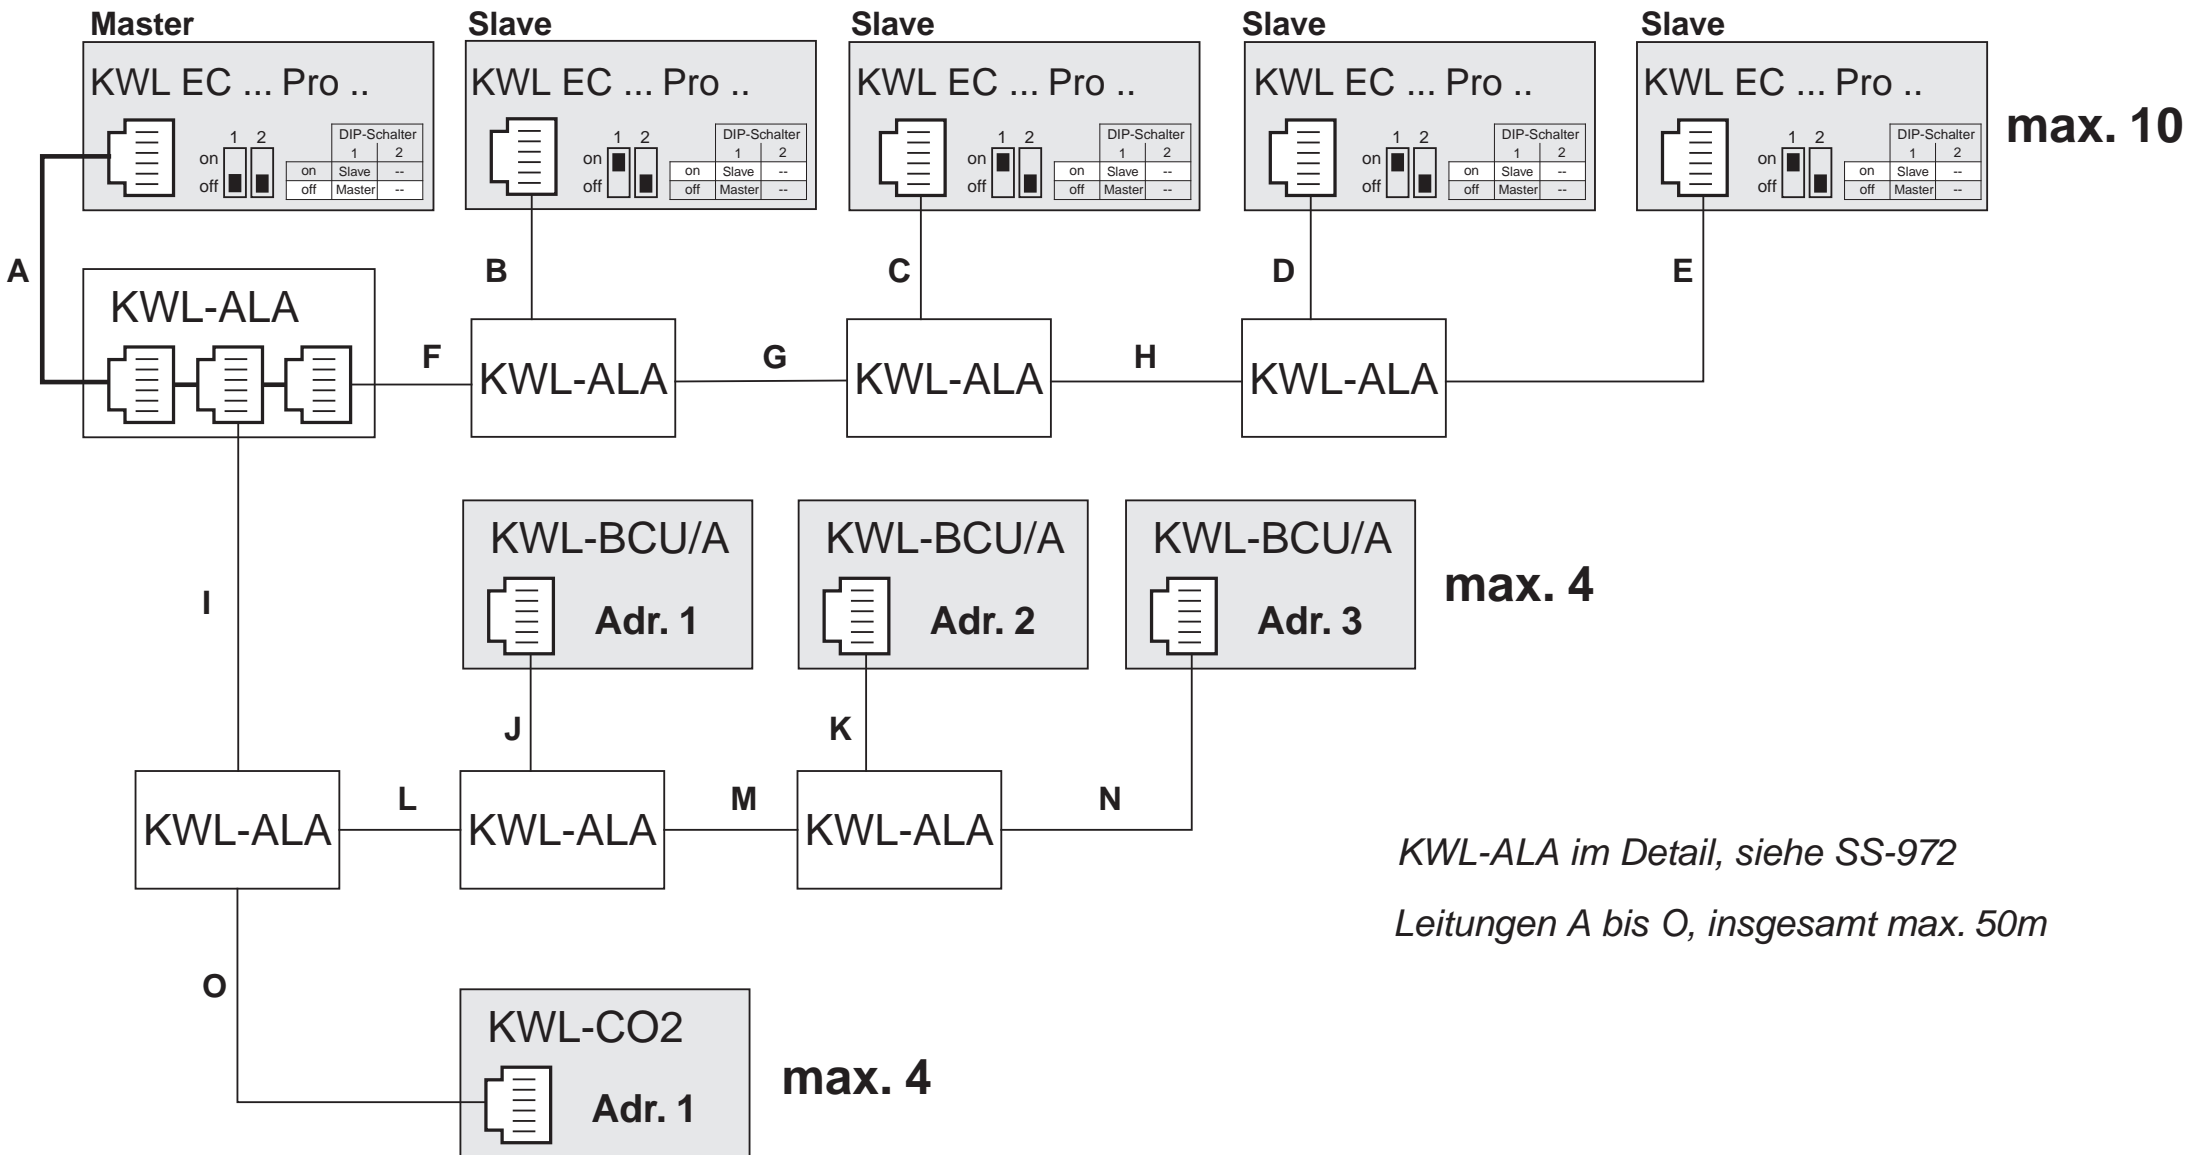 Master
Slave
Slave
Slave
Slave
KWL EC ... Pro ..
1 2
on
off
DIP-Schalter
1 2
on Slave --
off Master --
KWL EC ... Pro ..
1 2
on
off
DIP-Schalter
1 2
on Slave --
off Master --
KWL EC ... Pro ..
1 2
on
off
DIP-Schalter
1 2
on Slave --
off Master --
KWL EC ... Pro ..
1 2
on
off
DIP-Schalter
1 2
on Slave --
off Master --
KWL EC ... Pro ..
1 2
on
off
DIP-Schalter
1 2
on Slave --
off Master --
max. 10
A
B
C
D
E
KWL-ALA
F
KWL-ALA
G
KWL-ALA
H
KWL-ALA
I
KWL-BCU/A
Adr. 1
KWL-BCU/A
Adr. 2
KWL-BCU/A
Adr. 3
max. 4
J
K
KWL-ALA
L
KWL-ALA
M
KWL-ALA
N
KWL-ALA im Detail, siehe SS-972
Leitungen A bis O, insgesamt max. 50m
O
KWL-CO2
Adr. 1
max. 4